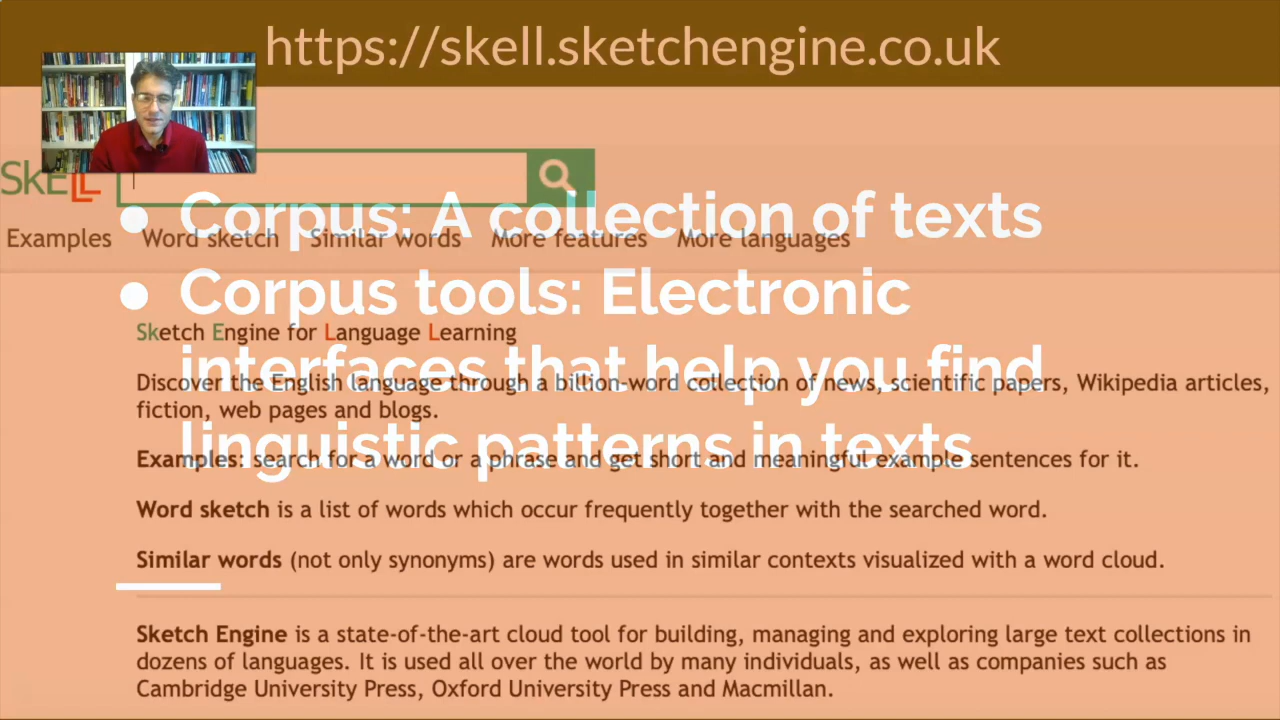 https://skell.sketchengine.co.uk
SkELL
• Corpus: A collection of texts
Examples Word sketch Similar words More features More languages
• Corpus tools: Electronic
interfaces that help you find
linguistic patterns in texts
Sketch Engine for Language Learning
Discover the English language through a billion-word collection of news, scientific papers, Wikipedia articles,
fiction, web pages and blogs.
Examples: search for a word or a phrase and get short and meaningful example sentences for it.
Word sketch is a list of words which occur frequently together with the searched word.
Similar words (not only synonyms) are words used in similar contexts visualized with a word cloud.
Sketch Engine is a state-of-the-art cloud tool for building, managing and exploring large text collections in
dozens of languages. It is used all over the world by many individuals, as well as companies such as
Cambridge University Press, Oxford University Press and Macmillan.